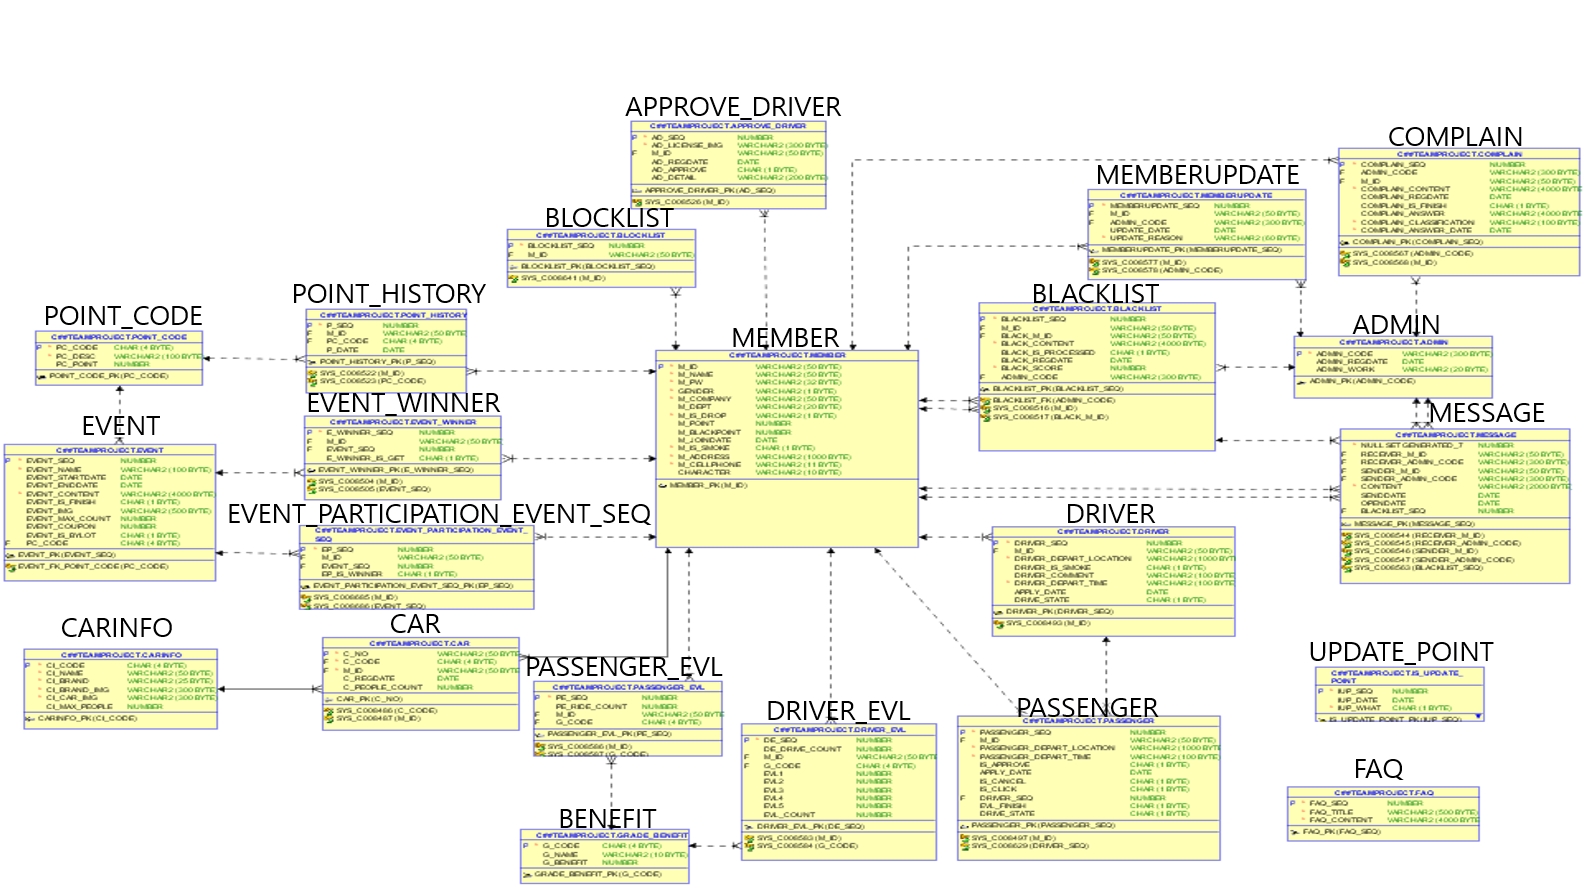 APPROVE_DRIVER
C##TEAMPROJECT.APPROVE_DRIVER
P * AD_SEQ NUMBER
* AD_LICENSE_IMG VARCHAR2 (300 BYTE)
F M_ID VARCHAR2 (50 BYTE)
AD_REGDATE DATE
AD_APPROVE CHAR (1 BYTE)
AD_DETAIL VARCHAR2 (200 BYTE)
APPROVE_DRIVER_PK (AD_SEQ)
SYS_C008526 (M_ID)
COMPLAIN
C##TEAMPROJECT.COMPLAIN
P * COMPLAIN_SEQ NUMBER
F ADMIN_CODE VARCHAR2 (300 BYTE)
F M_ID VARCHAR2 (50 BYTE)
* COMPLAIN_CONTENT VARCHAR2 (4000 BYTE)
COMPLAIN_REGDATE DATE
COMPLAIN_IS_FINISH CHAR (1 BYTE)
COMPLAIN_ANSWER VARCHAR2 (4000 BYTE)
* COMPLAIN_CLASSIFICATION VARCHAR2 (100 BYTE)
COMPLAIN_ANSWER_DATE DATE
COMPLAIN_PK (COMPLAIN_SEQ)
SYS_C008567 (ADMIN_CODE)
SYS_C008568 (M_ID)
MEMBERUPDATE
C##TEAMPROJECT.MEMBERUPDATE
P * MEMBERUPDATE_SEQ NUMBER
F M_ID VARCHAR2 (50 BYTE)
F ADMIN_CODE VARCHAR2 (300 BYTE)
UPDATE_DATE DATE
* UPDATE_REASON VARCHAR2 (60 BYTE)
MEMBERUPDATE_PK (MEMBERUPDATE_SEQ)
SYS_C008577 (M_ID)
SYS_C008578 (ADMIN_CODE)
BLOCKLIST
C##TEAMPROJECT.BLOCKLIST
P * BLOCKLIST_SEQ NUMBER
F M_ID VARCHAR2 (50 BYTE)
BLOCKLIST_PK (BLOCKLIST_SEQ)
SYS_C008641 (M_ID)
POINT_HISTORY
C##TEAMPROJECT.POINT_HISTORY
P * P_SEQ NUMBER
F M_ID VARCHAR2 (50 BYTE)
F PC_CODE CHAR (4 BYTE)
P_DATE DATE
POINT_HISTORY_PK (P_SEQ)
SYS_C008522 (M_ID)
SYS_C008523 (PC_CODE)
POINT_CODE
C##TEAMPROJECT.POINT_CODE
P * PC_CODE CHAR (4 BYTE)
* PC_DESC VARCHAR2 (100 BYTE)
PC_POINT NUMBER
POINT_CODE_PK (PC_CODE)
BLACKLIST
C##TEAMPROJECT.BLACKLIST
P * BLACKLIST_SEQ NUMBER
F M_ID VARCHAR2 (50 BYTE)
F BLACK_M_ID VARCHAR2 (50 BYTE)
* BLACK_CONTENT VARCHAR2 (4000 BYTE)
BLACK_IS_PROCESSED CHAR (1 BYTE)
BLACK_REGDATE DATE
* BLACK_SCORE NUMBER
F ADMIN_CODE VARCHAR2 (300 BYTE)
BLACKLIST_PK (BLACKLIST_SEQ)
BLACKLIST_FK (ADMIN_CODE)
SYS_C008516 (M_ID)
SYS_C008517 (BLACK_M_ID)
ADMIN
C##TEAMPROJECT.ADMIN
P * ADMIN_CODE VARCHAR2 (300 BYTE)
ADMIN_REGDATE DATE
ADMIN_WORK VARCHAR2 (20 BYTE)
ADMIN_PK (ADMIN_CODE)
MEMBER
C##TEAMPROJECT.MEMBER
P * M_ID VARCHAR2 (50 BYTE)
* M_NAME VARCHAR2 (50 BYTE)
* M_PW VARCHAR2 (32 BYTE)
* GENDER VARCHAR2 (1 BYTE)
* M_COMPANY VARCHAR2 (50 BYTE)
* M_DEPT VARCHAR2 (20 BYTE)
* M_IS_DROP VARCHAR2 (1 BYTE)
M_POINT NUMBER
M_BLACKPOINT NUMBER
M_JOINDATE DATE
* M_IS_SMOKE CHAR (1 BYTE)
* M_ADDRESS VARCHAR2 (1000 BYTE)
* M_CELLPHONE VARCHAR2 (11 BYTE)
CHARACTER VARCHAR2 (10 BYTE)
MEMBER_PK (M_ID)
EVENT_WINNER
C##TEAMPROJECT.EVENT_WINNER
P * E_WINNER_SEQ NUMBER
F M_ID VARCHAR2 (50 BYTE)
F EVENT_SEQ NUMBER
E_WINNER_IS_GET CHAR (1 BYTE)
EVENT_WINNER_PK (E_WINNER_SEQ)
SYS_C008504 (M_ID)
SYS_C008505 (EVENT_SEQ)
EVENT
C##TEAMPROJECT.EVENT
P * EVENT_SEQ NUMBER
* EVENT_NAME VARCHAR2 (100 BYTE)
EVENT_STARTDATE DATE
EVENT_ENDDATE DATE
* EVENT_CONTENT VARCHAR2 (4000 BYTE)
EVENT_IS_FINISH CHAR (1 BYTE)
EVENT_IMG VARCHAR2 (500 BYTE)
EVENT_MAX_COUNT NUMBER
EVENT_COUPON NUMBER
EVENT_IS_BYLOT CHAR (1 BYTE)
F PC_CODE CHAR (4 BYTE)
EVENT_PK (EVENT_SEQ)
EVENT_FK_POINT_CODE (PC_CODE)
MESSAGE
C##TEAMPROJECT.MESSAGE
* NULL SET GENERATED_T NUMBER
F RECEIVER_M_ID VARCHAR2 (50 BYTE)
F RECEIVER_ADMIN_CODE VARCHAR2 (300 BYTE)
F SENDER_M_ID VARCHAR2 (50 BYTE)
F SENDER_ADMIN_CODE VARCHAR2 (300 BYTE)
* CONTENT VARCHAR2 (2000 BYTE)
SENDDATE DATE
OPENDATE DATE
F BLACKLIST_SEQ NUMBER
MESSAGE_PK (MESSAGE_SEQ)
SYS_C008544 (RECEIVER_M_ID)
SYS_C008545 (RECEIVER_ADMIN_CODE)
SYS_C008546 (SENDER_M_ID)
SYS_C008547 (SENDER_ADMIN_CODE)
SYS_C008563 (BLACKLIST_SEQ)
EVENT_PARTICIPATION_EVENT_SEQ
C##TEAMPROJECT.EVENT_PARTICIPATION_EVENT_
SEQ
P * EP_SEQ NUMBER
F M_ID VARCHAR2 (50 BYTE)
F EVENT_SEQ NUMBER
EP_IS_WINNER CHAR (1 BYTE)
EVENT_PARTICIPATION_EVENT_SEQ_PK (EP_SEQ)
SYS_C008685 (M_ID)
SYS_C008686 (EVENT_SEQ)
DRIVER
C##TEAMPROJECT.DRIVER
P * DRIVER_SEQ NUMBER
F M_ID VARCHAR2 (50 BYTE)
* DRIVER_DEPART_LOCATION VARCHAR2 (1000 BYTE)
DRIVER_IS_SMOKE CHAR (1 BYTE)
DRIVER_COMMENT VARCHAR2 (100 BYTE)
* DRIVER_DEPART_TIME VARCHAR2 (100 BYTE)
APPLY_DATE DATE
DRIVE_STATE CHAR (1 BYTE)
DRIVER_PK (DRIVER_SEQ)
SYS_C008493 (M_ID)
CARINFO
C##TEAMPROJECT.CARINFO
P * CI_CODE CHAR (4 BYTE)
* CI_NAME VARCHAR2 (50 BYTE)
* CI_BRAND VARCHAR2 (25 BYTE)
* CI_BRAND_IMG VARCHAR2 (300 BYTE)
* CI_CAR_IMG VARCHAR2 (300 BYTE)
CI_MAX_PEOPLE NUMBER
CARINFO_PK (CI_CODE)
CAR
C##TEAMPROJECT.CAR
P * C_NO VARCHAR2 (50 BYTE)
F * C_CODE CHAR (4 BYTE)
F * M_ID VARCHAR2 (50 BYTE)
C_REGDATE DATE
C_PEOPLE_COUNT NUMBER
CAR_PK (C_NO)
SYS_C008486 (C_CODE)
SYS_C008487 (M_ID)
PASSENGER_EVL
C##TEAMPROJECT.PASSENGER_EVL
P * PE_SEQ NUMBER
PE_RIDE_COUNT NUMBER
F M_ID VARCHAR2 (50 BYTE)
F G_CODE CHAR (4 BYTE)
PASSENGER_EVL_PK (PE_SEQ)
SYS_C008586 (M_ID)
SYS_C008587 (G_CODE)
UPDATE_POINT
C##TEAMPROJECT.IS_UPDATE_
POINT
P * IUP_SEQ NUMBER
IUP_DATE DATE
* IUP_WHAT CHAR (1 BYTE)
IS_UPDATE_POINT_PK (IUP_SEQ)
DRIVER_EVL
C##TEAMPROJECT.DRIVER_EVL
P * DE_SEQ NUMBER
DE_DRIVE_COUNT NUMBER
F M_ID VARCHAR2 (50 BYTE)
F G_CODE CHAR (4 BYTE)
EVL1 NUMBER
EVL2 NUMBER
EVL3 NUMBER
EVL4 NUMBER
EVL5 NUMBER
EVL_COUNT NUMBER
DRIVER_EVL_PK (DE_SEQ)
SYS_C008583 (M_ID)
SYS_C008584 (G_CODE)
PASSENGER
C##TEAMPROJECT.PASSENGER
P * PASSENGER_SEQ NUMBER
F M_ID VARCHAR2 (50 BYTE)
* PASSENGER_DEPART_LOCATION VARCHAR2 (1000 BYTE)
* PASSENGER_DEPART_TIME VARCHAR2 (100 BYTE)
IS_APPROVE CHAR (1 BYTE)
APPLY_DATE DATE
IS_CANCEL CHAR (1 BYTE)
IS_CLICK CHAR (1 BYTE)
F DRIVER_SEQ NUMBER
EVL_FINISH CHAR (1 BYTE)
DRIVE_STATE CHAR (1 BYTE)
PASSENGER_PK (PASSENGER_SEQ)
SYS_C008497 (M_ID)
SYS_C008629 (DRIVER_SEQ)
FAQ
C##TEAMPROJECT.FAQ
P * FAQ_SEQ NUMBER
* FAQ_TITLE VARCHAR2 (500 BYTE)
* FAQ_CONTENT VARCHAR2 (4000 BYTE)
FAQ_PK (FAQ_SEQ)
BENEFIT
C##TEAMPROJECT.GRADE_BENEFIT
P * G_CODE CHAR (4 BYTE)
G_NAME VARCHAR2 (10 BYTE)
G_BENEFIT NUMBER
GRADE_BENEFIT_PK (G_CODE)